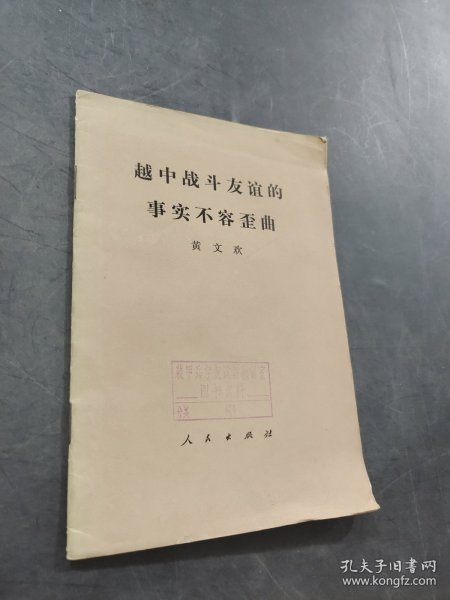 越中战斗友谊的
事实不容歪曲
黄文欢
人民出版社
孔夫子旧书网
www.kongfz.com